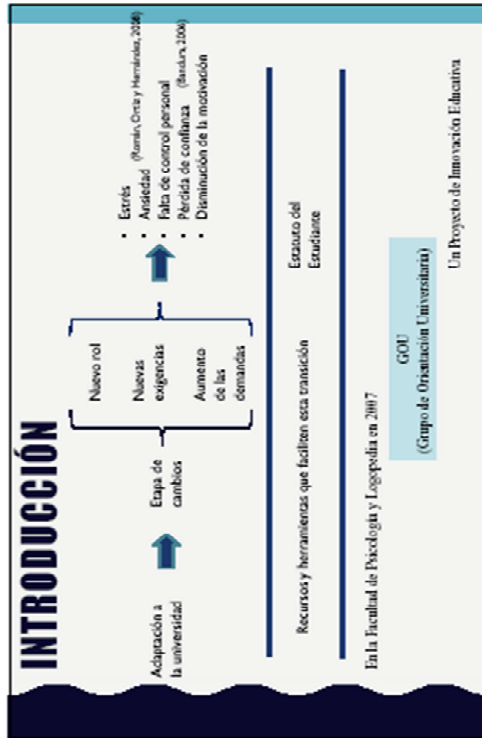 INTRODUCCIÓN
Adaptación a
la universidad
Etapa de
cambios
Nuevo rol
Nuevas
exigencias
Aumento
de las
demandas
• Estrés
• Ansiedad (Román, Ortiz y Hernández, 2008)
• Falta de control personal
• Pérdida de confianza (Bandura, 2006)
• Disminución de la motivación
Recursos y herramientas que faciliten esta transición
Estatuto del
Estudiante
En la Facultad de Psicología y Logopedia en 2007
GOU
(Grupo de Orientación Universitaria)
Un Proyecto de Innovación Educativa